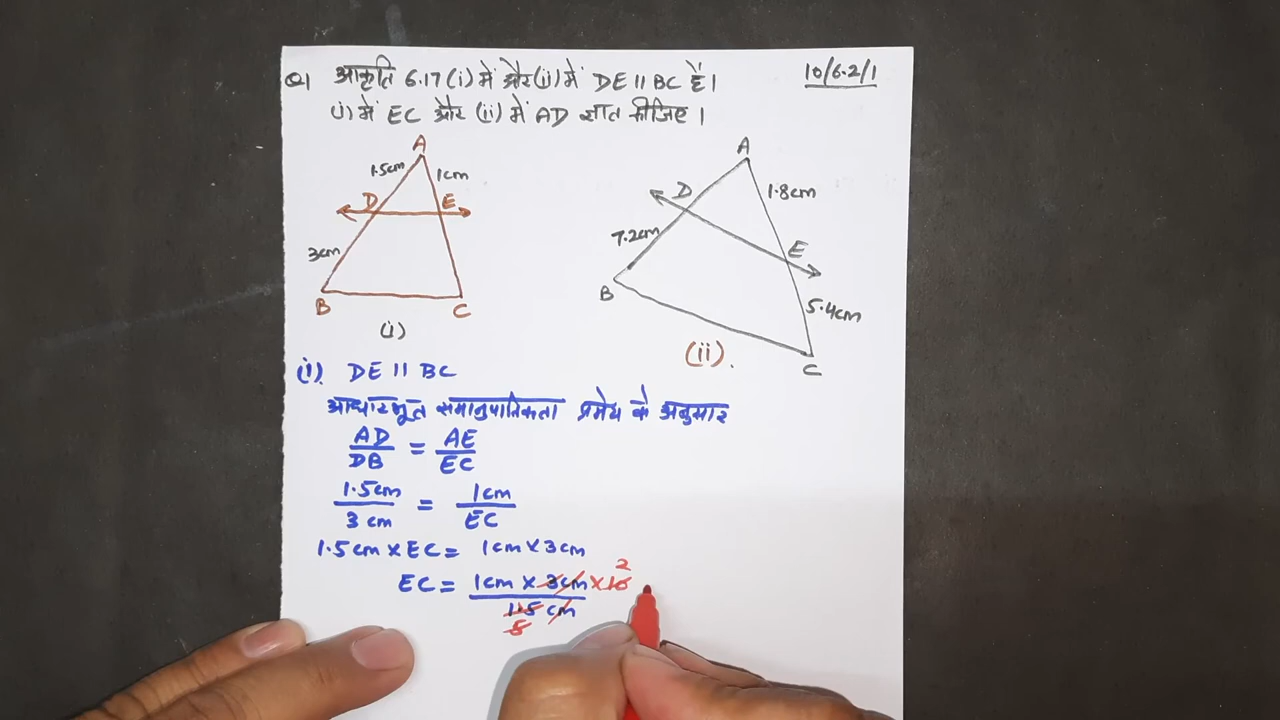 Q1 आकृति 6.17 (i) में और (ii) में DE || BC है। 10/6.2/1
(i) में EC और (ii) में AD ज्ञात कीजिए।
A
1.5cm 1cm
D E
3cm
B C
(i)
A
D 1.8cm
7.2cm E
B 5.4cm
C
(ii).
(i). DE || BC
आधारभूत समानुपातिकता प्रमेय के अनुसार
AD/DB = AE/EC
1.5cm/3 cm = 1cm/EC
1.5cm × EC = 1cm × 3cm
2
EC = 1cm × 3cm × 10
1.5 cm
5